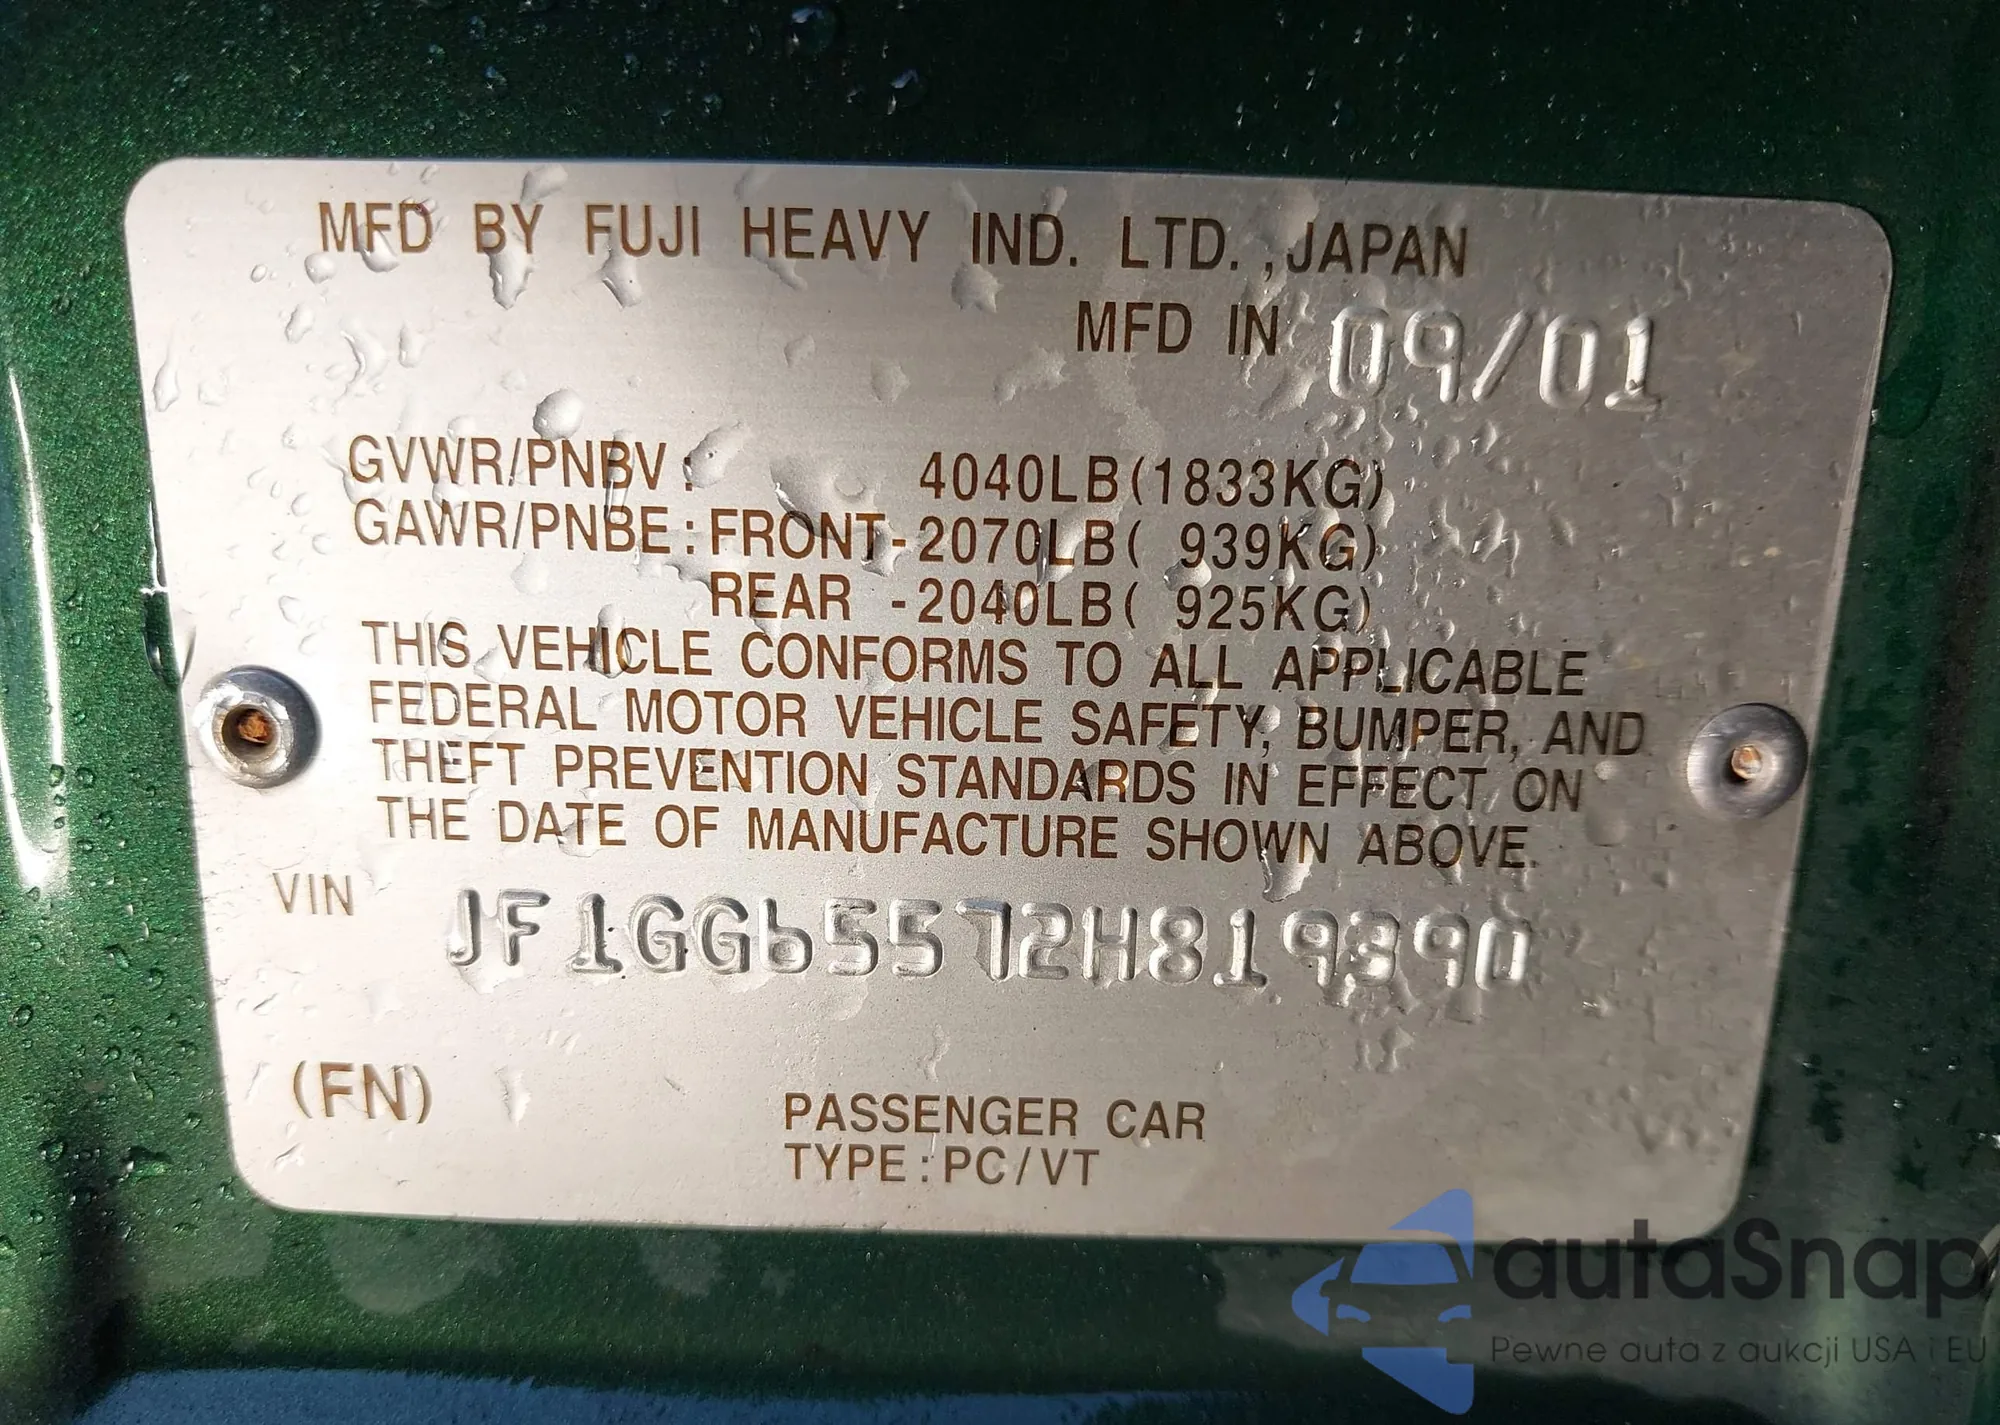 MFD BY FUJI HEAVY IND. LTD. ,JAPAN
MFD IN 09/01
GVWR/PNBV: 4040LB(1833KG)
GAWR/PNBE:FRONT-2070LB( 939KG)
REAR -2040LB( 925KG)
THIS VEHICLE CONFORMS TO ALL APPLICABLE
FEDERAL MOTOR VEHICLE SAFETY, BUMPER, AND
THEFT PREVENTION STANDARDS IN EFFECT ON
THE DATE OF MANUFACTURE SHOWN ABOVE.
VIN JF1GG65572H819390
(FN)
PASSENGER CAR
TYPE:PC/VT
autaSnap
Pewne auta z aukcji USA i EU